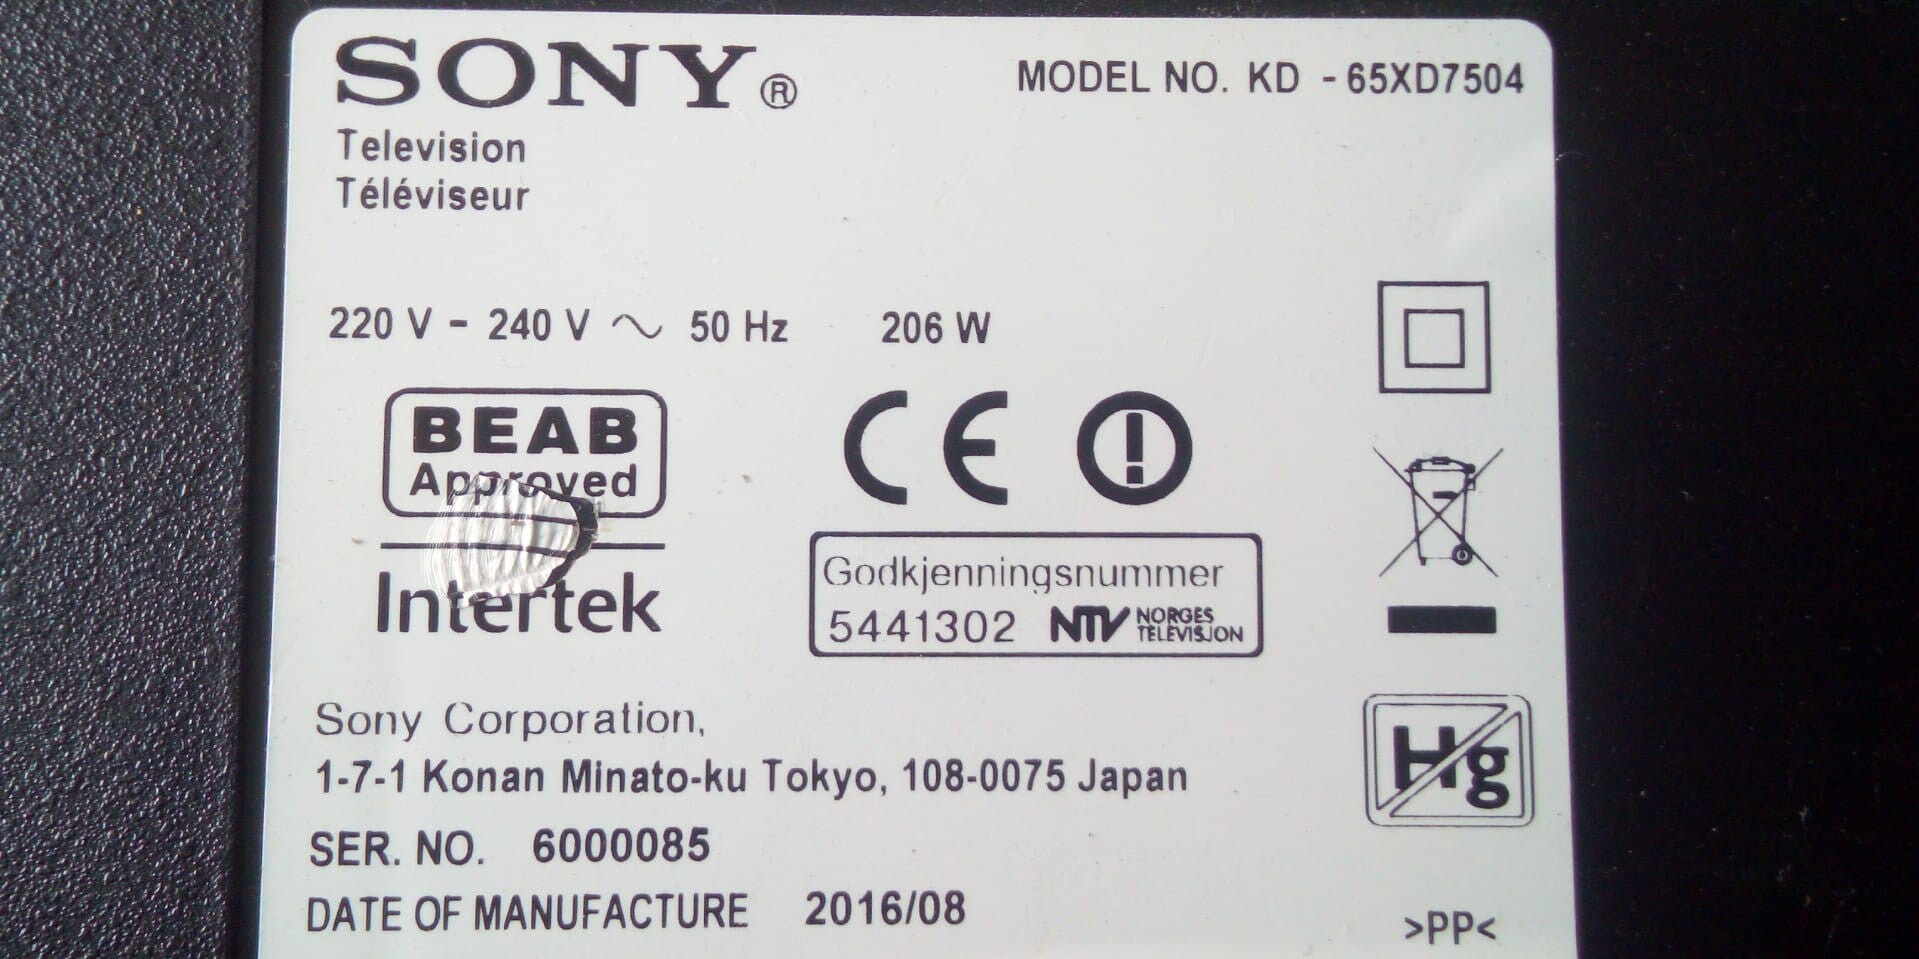 SONY®
MODEL NO. KD - 65XD7504
Television
Téléviseur
220 V - 240 V ~ 50 Hz 206 W
BEAB
Approved
Intertek
CE
Godkjenningsnummer
5441302 NTV NORGES TELEVISJON
Hg
Sony Corporation,
1-7-1 Konan Minato-ku Tokyo, 108-0075 Japan
SER. NO. 6000085
DATE OF MANUFACTURE 2016/08
>PP<